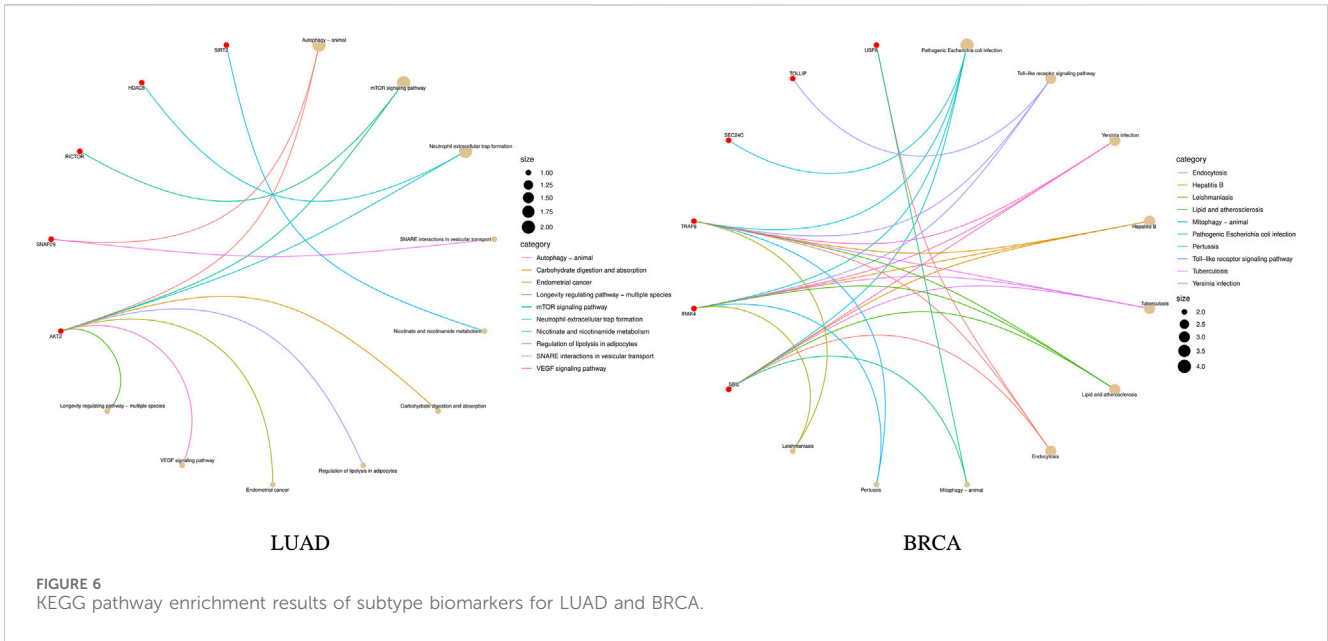 SIRT2
Autophagy − animal
HDAC6
mTOR signaling pathway
RICTOR
Neutrophil extracellular trap formation
SNAP29
SNARE interactions in vesicular transport
AKT2
Nicotinate and nicotinamide metabolism
Longevity regulating pathway − multiple species
Carbohydrate digestion and absorption
VEGF signaling pathway
Regulation of lipolysis in adipocytes
Endometrial cancer
size
1.00
1.25
1.50
1.75
2.00
category
Autophagy − animal
Carbohydrate digestion and absorption
Endometrial cancer
Longevity regulating pathway − multiple species
mTOR signaling pathway
Neutrophil extracellular trap formation
Nicotinate and nicotinamide metabolism
Regulation of lipolysis in adipocytes
SNARE interactions in vesicular transport
VEGF signaling pathway
LUAD
USP8
Pathogenic Escherichia coli infection
TOLLIP
Toll−like receptor signaling pathway
SEC24C
Yersinia infection
TRAF6
Hepatitis B
IRAK4
Tuberculosis
SRC
Lipid and atherosclerosis
Leishmaniasis
Endocytosis
Pertussis
Mitophagy − animal
category
Endocytosis
Hepatitis B
Leishmaniasis
Lipid and atherosclerosis
Mitophagy − animal
Pathogenic Escherichia coli infection
Pertussis
Toll−like receptor signaling pathway
Tuberculosis
Yersinia infection
size
2.0
2.5
3.0
3.5
4.0
BRCA
FIGURE 6
KEGG pathway enrichment results of subtype biomarkers for LUAD and BRCA.